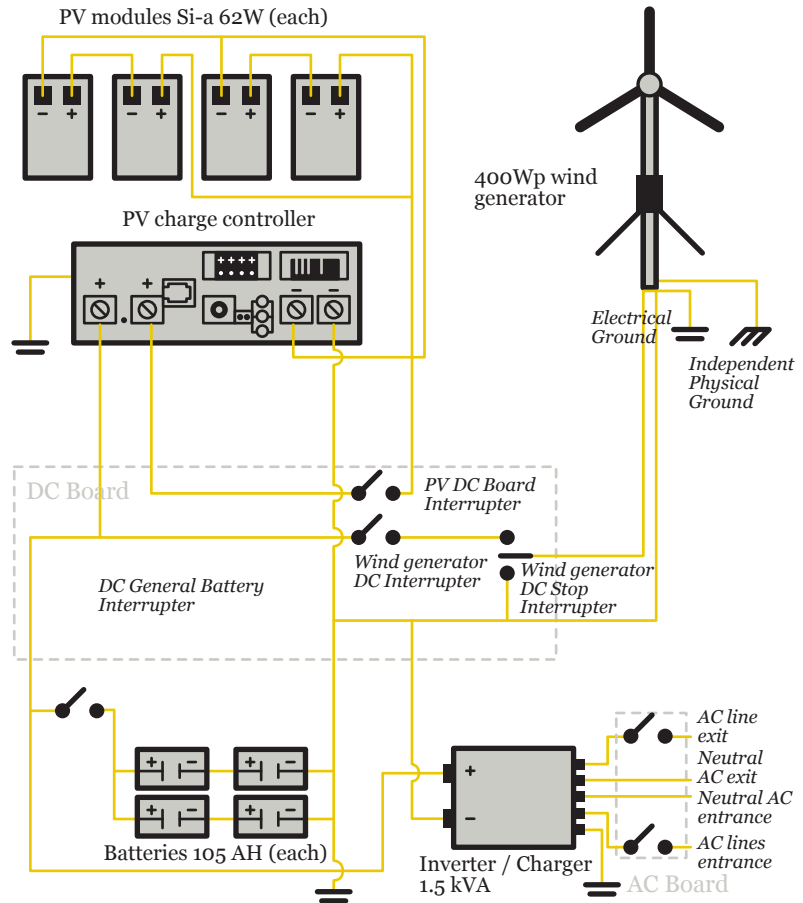 PV modules Si-a 62W (each)
− + − + − + − +
400Wp wind
generator
PV charge controller
+ + + + + + − −
Electrical
Ground
Independent
Physical
Ground
DC Board
PV DC Board
Interrupter
Wind generator
DC Interrupter
Wind generator
DC Stop
Interrupter
DC General Battery
Interrupter
+ − + −
+ − + −
Batteries 105 AH (each)
+
−
Inverter / Charger
1.5 kVA
AC line
exit
Neutral
AC exit
Neutral AC
entrance
AC lines
entrance
AC Board